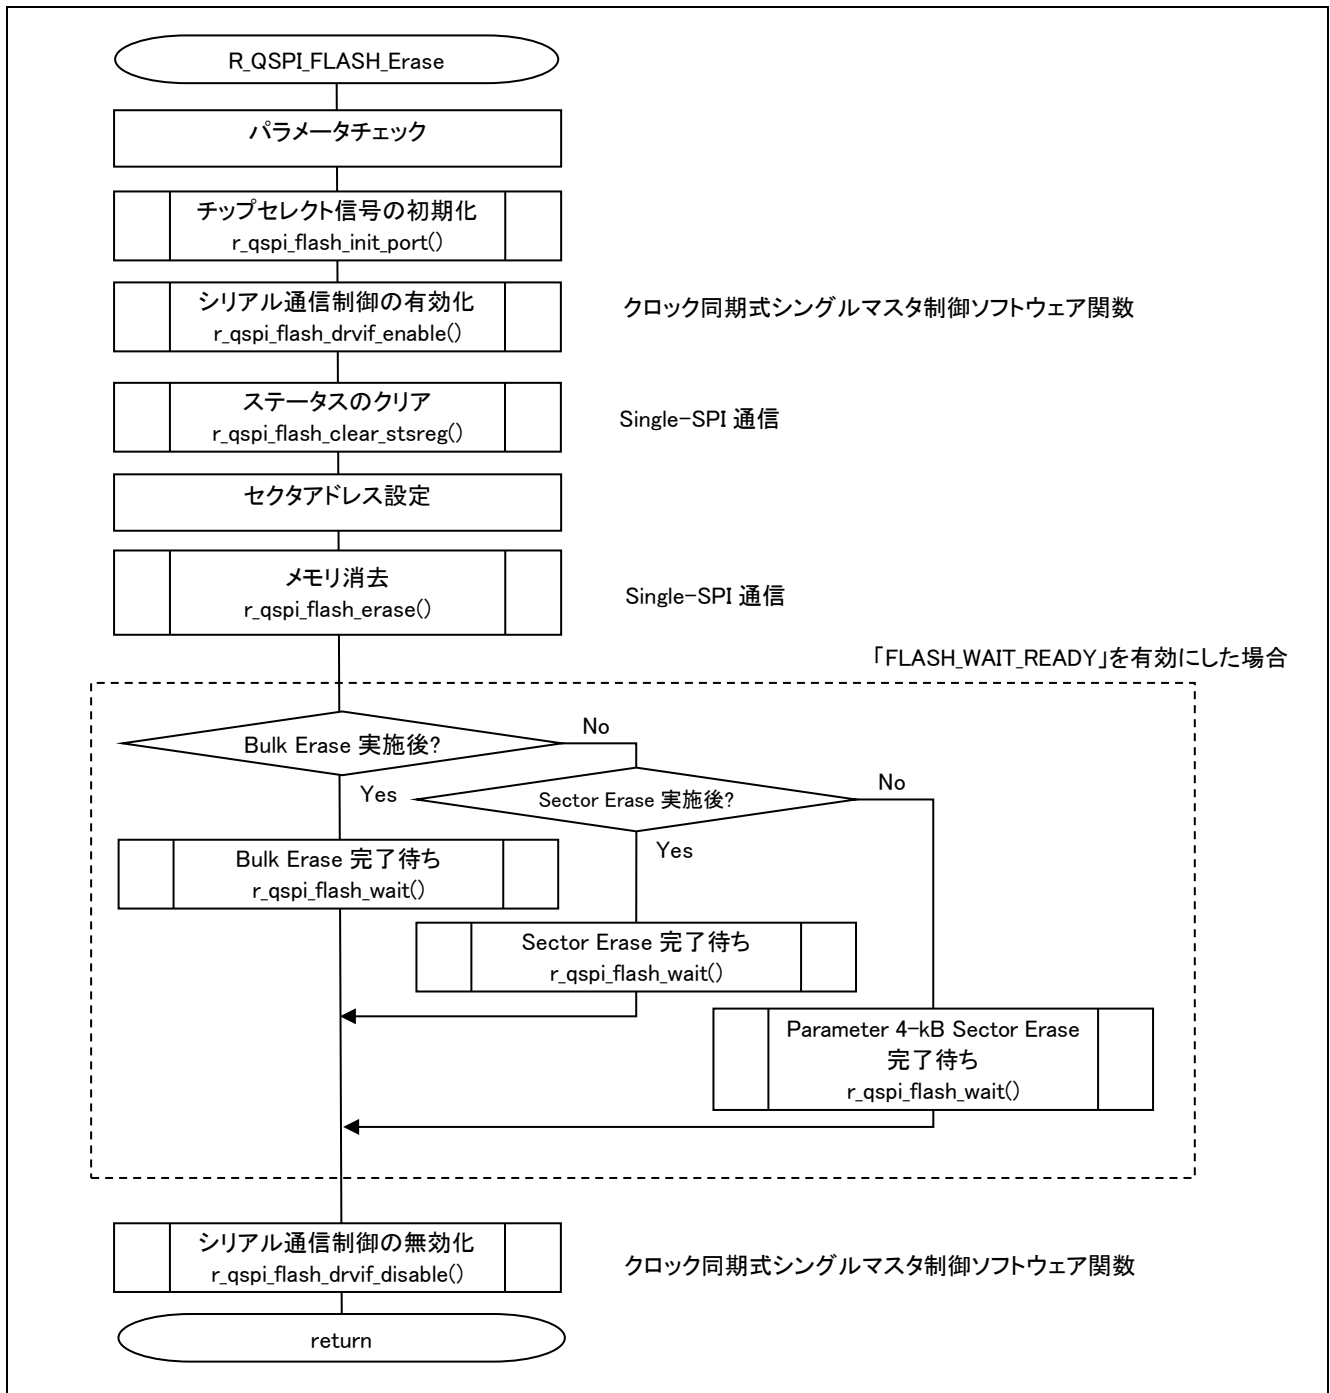 R_QSPI_FLASH_Erase
パラメータチェック
チップセレクト信号の初期化
r_qspi_flash_init_port()
シリアル通信制御の有効化
r_qspi_flash_drvif_enable()
クロック同期式シングルマスタ制御ソフトウェア関数
ステータスのクリア
r_qspi_flash_clear_stsreg()
Single-SPI 通信
セクタアドレス設定
メモリ消去
r_qspi_flash_erase()
Single-SPI 通信
「FLASH_WAIT_READY」を有効にした場合
Bulk Erase 実施後?
No
Yes
Sector Erase 実施後?
No
Yes
Bulk Erase 完了待ち
r_qspi_flash_wait()
Sector Erase 完了待ち
r_qspi_flash_wait()
Parameter 4-kB Sector Erase
完了待ち
r_qspi_flash_wait()
シリアル通信制御の無効化
r_qspi_flash_drvif_disable()
クロック同期式シングルマスタ制御ソフトウェア関数
return